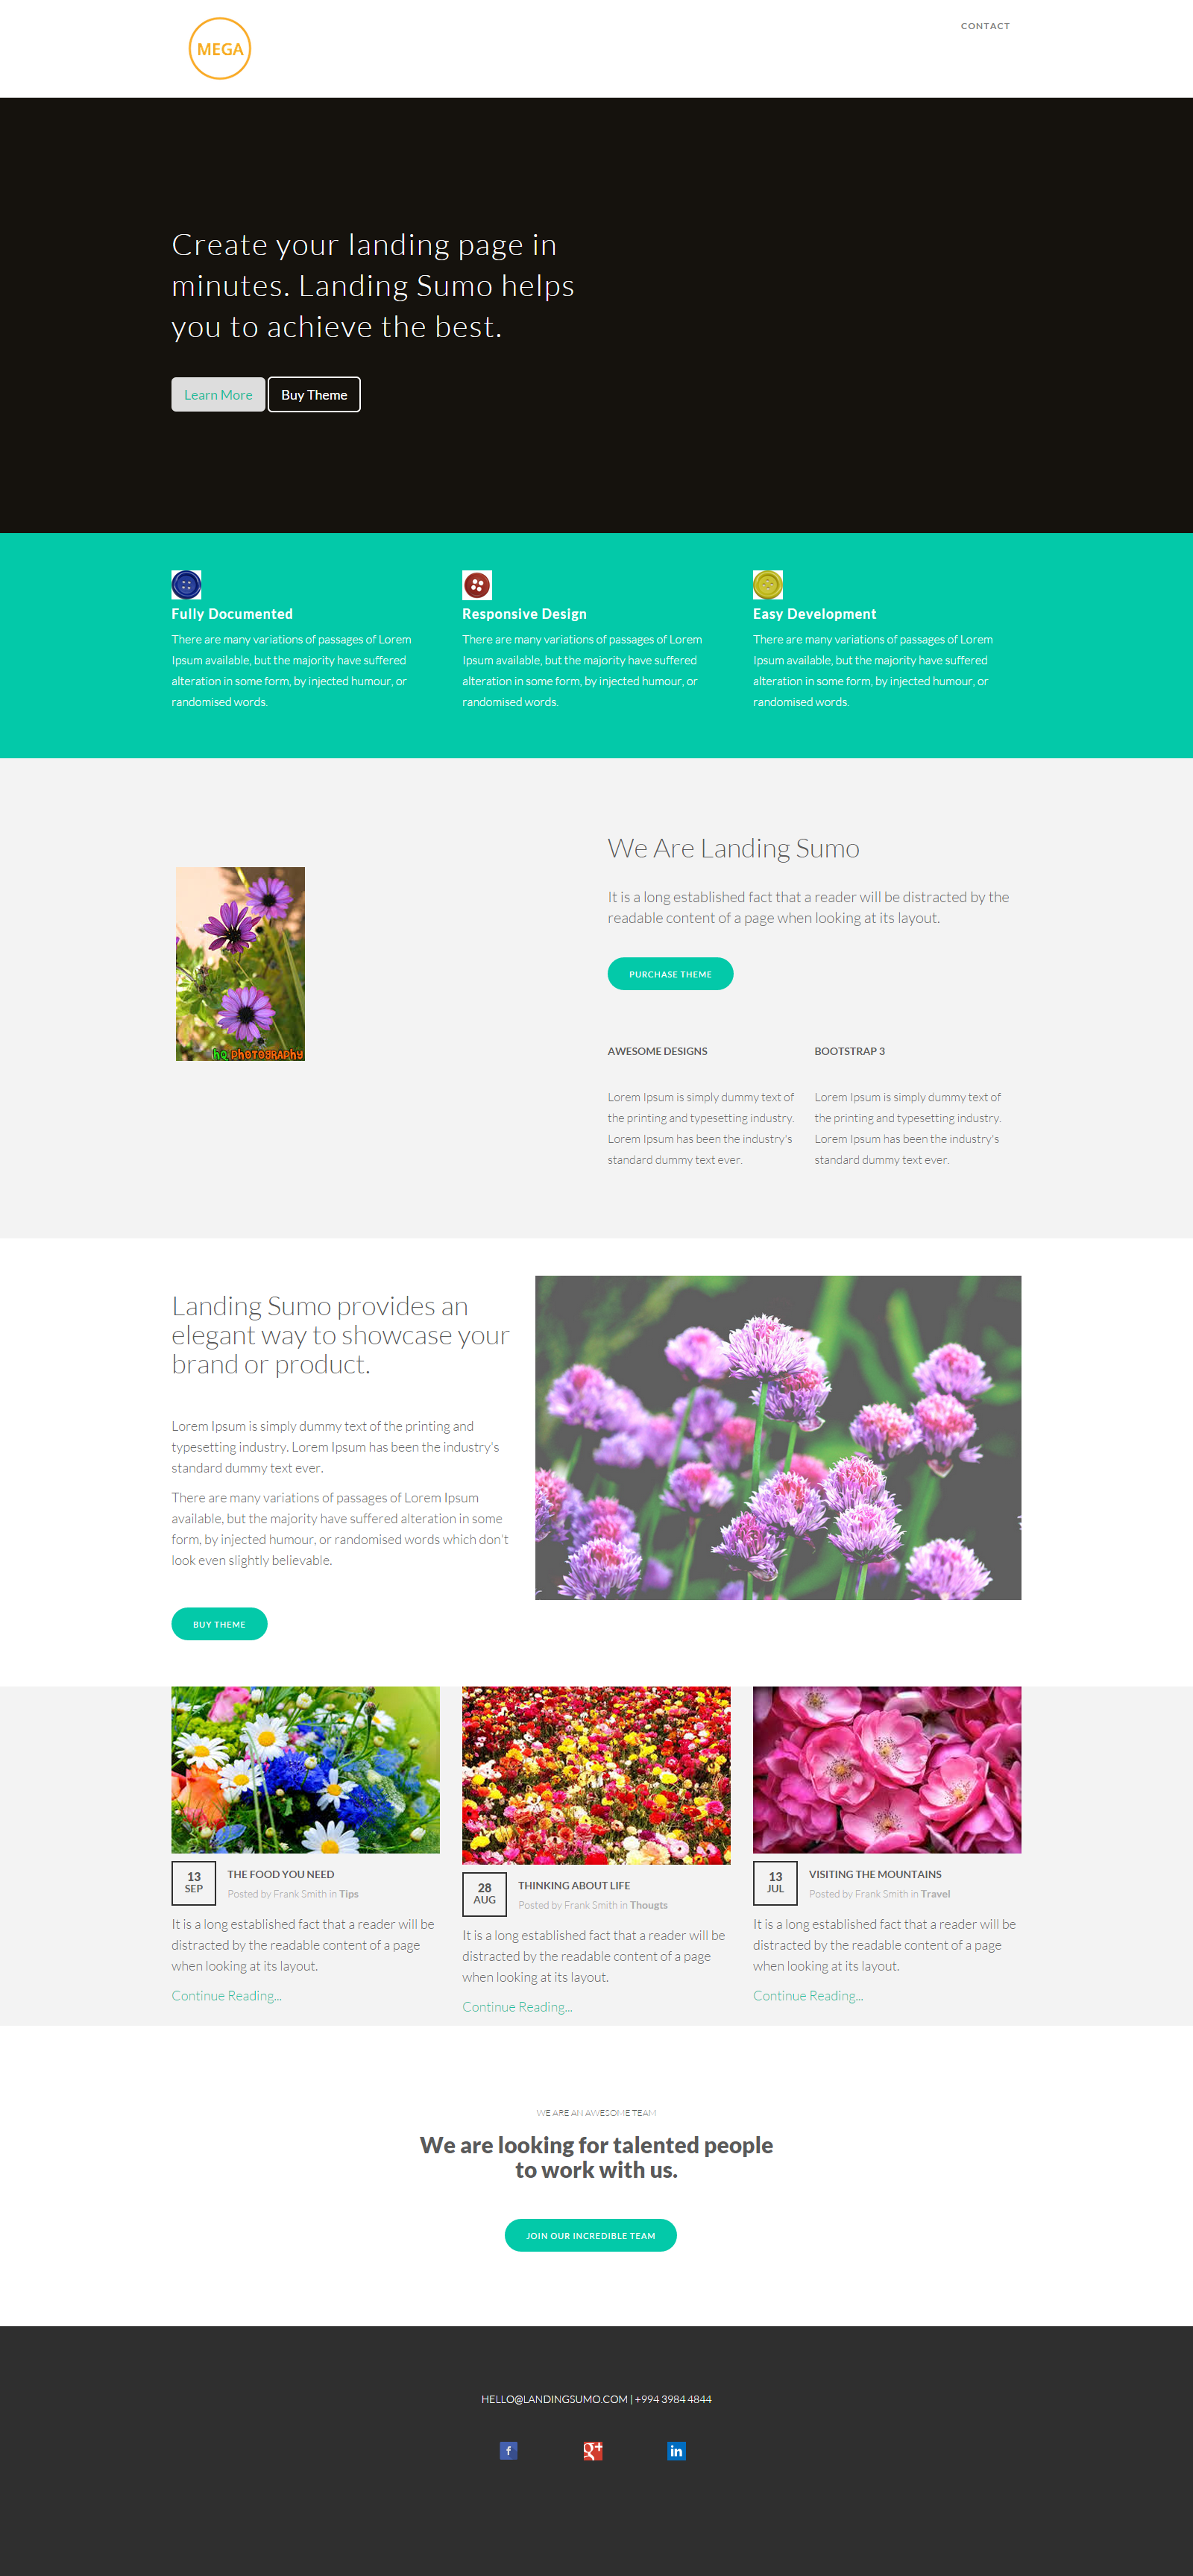 MEGA
CONTACT
Create your landing page in
minutes. Landing Sumo helps
you to achieve the best.
Learn More
Buy Theme
Fully Documented
There are many variations of passages of Lorem
Ipsum available, but the majority have suffered
alteration in some form, by injected humour, or
randomised words.
Responsive Design
There are many variations of passages of Lorem
Ipsum available, but the majority have suffered
alteration in some form, by injected humour, or
randomised words.
Easy Development
There are many variations of passages of Lorem
Ipsum available, but the majority have suffered
alteration in some form, by injected humour, or
randomised words.
HQ PHOTOGRAPHY
We Are Landing Sumo
It is a long established fact that a reader will be distracted by the
readable content of a page when looking at its layout.
PURCHASE THEME
AWESOME DESIGNS
Lorem Ipsum is simply dummy text of
the printing and typesetting industry.
Lorem Ipsum has been the industry's
standard dummy text ever.
BOOTSTRAP 3
Lorem Ipsum is simply dummy text of
the printing and typesetting industry.
Lorem Ipsum has been the industry's
standard dummy text ever.
Landing Sumo provides an
elegant way to showcase your
brand or product.
Lorem Ipsum is simply dummy text of the printing and
typesetting industry. Lorem Ipsum has been the industry's
standard dummy text ever.
There are many variations of passages of Lorem Ipsum
available, but the majority have suffered alteration in some
form, by injected humour, or randomised words which don't
look even slightly believable.
BUY THEME
13
SEP
THE FOOD YOU NEED
Posted by Frank Smith in Tips
It is a long established fact that a reader will be
distracted by the readable content of a page
when looking at its layout.
Continue Reading...
28
AUG
THINKING ABOUT LIFE
Posted by Frank Smith in Thougts
It is a long established fact that a reader will be
distracted by the readable content of a page
when looking at its layout.
Continue Reading...
13
JUL
VISITING THE MOUNTAINS
Posted by Frank Smith in Travel
It is a long established fact that a reader will be
distracted by the readable content of a page
when looking at its layout.
Continue Reading...
WE ARE AN AWESOME TEAM
We are looking for talented people
to work with us.
JOIN OUR INCREDIBLE TEAM
HELLO@LANDINGSUMO.COM | +994 3984 4844
f
g+
in